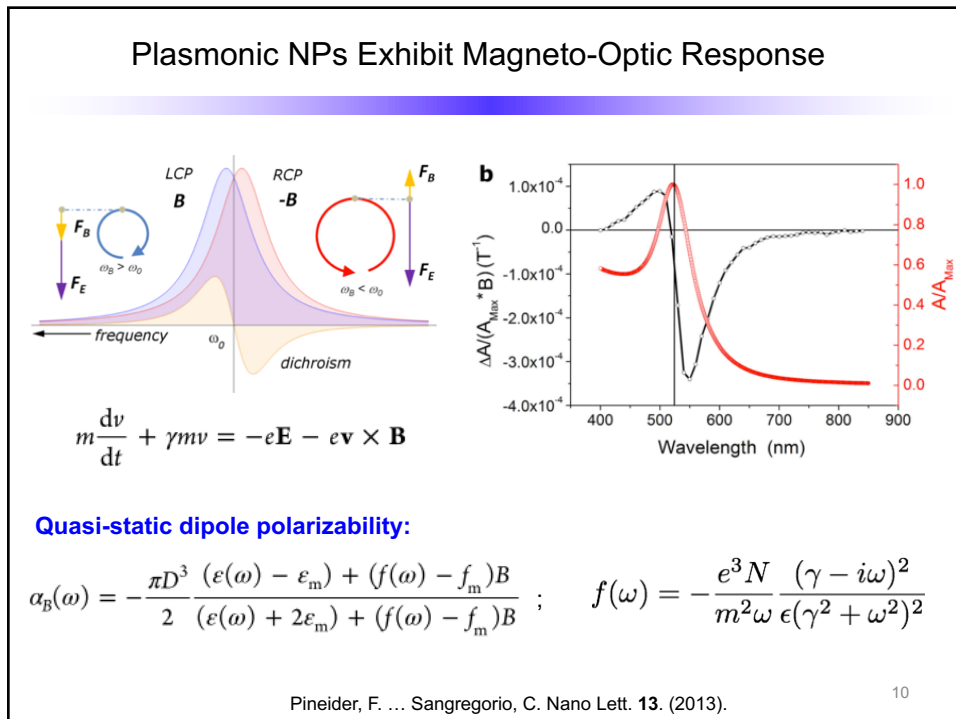 Plasmonic NPs Exhibit Magneto-Optic Response
LCP
B
RCP
-B
F_B
F_E
ω_B > ω_0
F_B
F_E
ω_B < ω_0
frequency
ω_0
dichroism
b
1.0x10^-4
0.0
-1.0x10^-4
-2.0x10^-4
-3.0x10^-4
-4.0x10^-4
ΔA/(A_Max*B) (T^-1)
1.0
0.8
0.6
0.4
0.2
0.0
A/A_Max
400 500 600 700 800 900
Wavelength (nm)
m dv/dt + γmv = −eE − ev × B
Quasi-static dipole polarizability:
α_B(ω) = − πD^3/2 (ε(ω) − ε_m) + (f(ω) − f_m)B / (ε(ω) + 2ε_m) + (f(ω) − f_m)B ; f(ω) = − e^3N/m^2ω (γ − iω)^2/ϵ(γ^2 + ω^2)^2
Pineider, F. … Sangregorio, C. Nano Lett. 13. (2013).
10